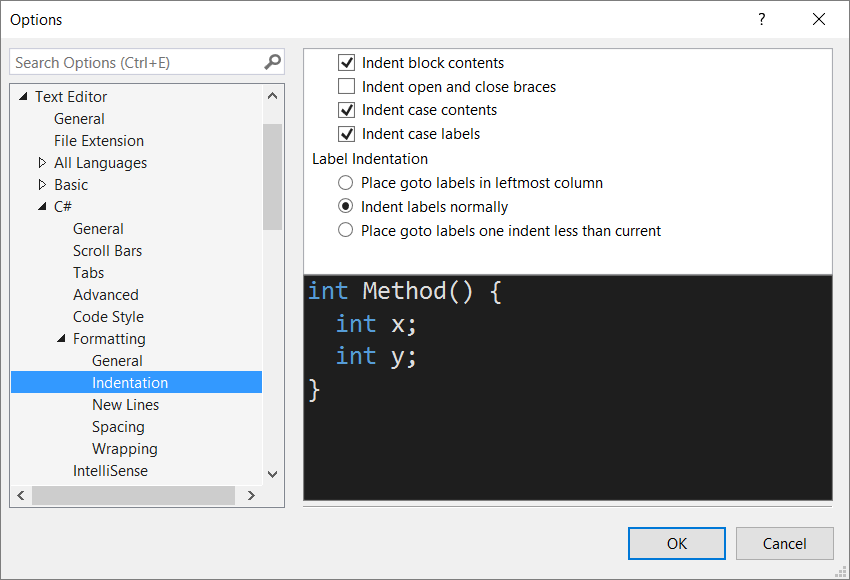 Options
?
Search Options (Ctrl+E)
Text Editor
General
File Extension
All Languages
Basic
C#
General
Scroll Bars
Tabs
Advanced
Code Style
Formatting
General
Indentation
New Lines
Spacing
Wrapping
IntelliSense
Indent block contents
Indent open and close braces
Indent case contents
Indent case labels
Label Indentation
Place goto labels in leftmost column
Indent labels normally
Place goto labels one indent less than current
int Method() {
int x;
int y;
}
OK
Cancel